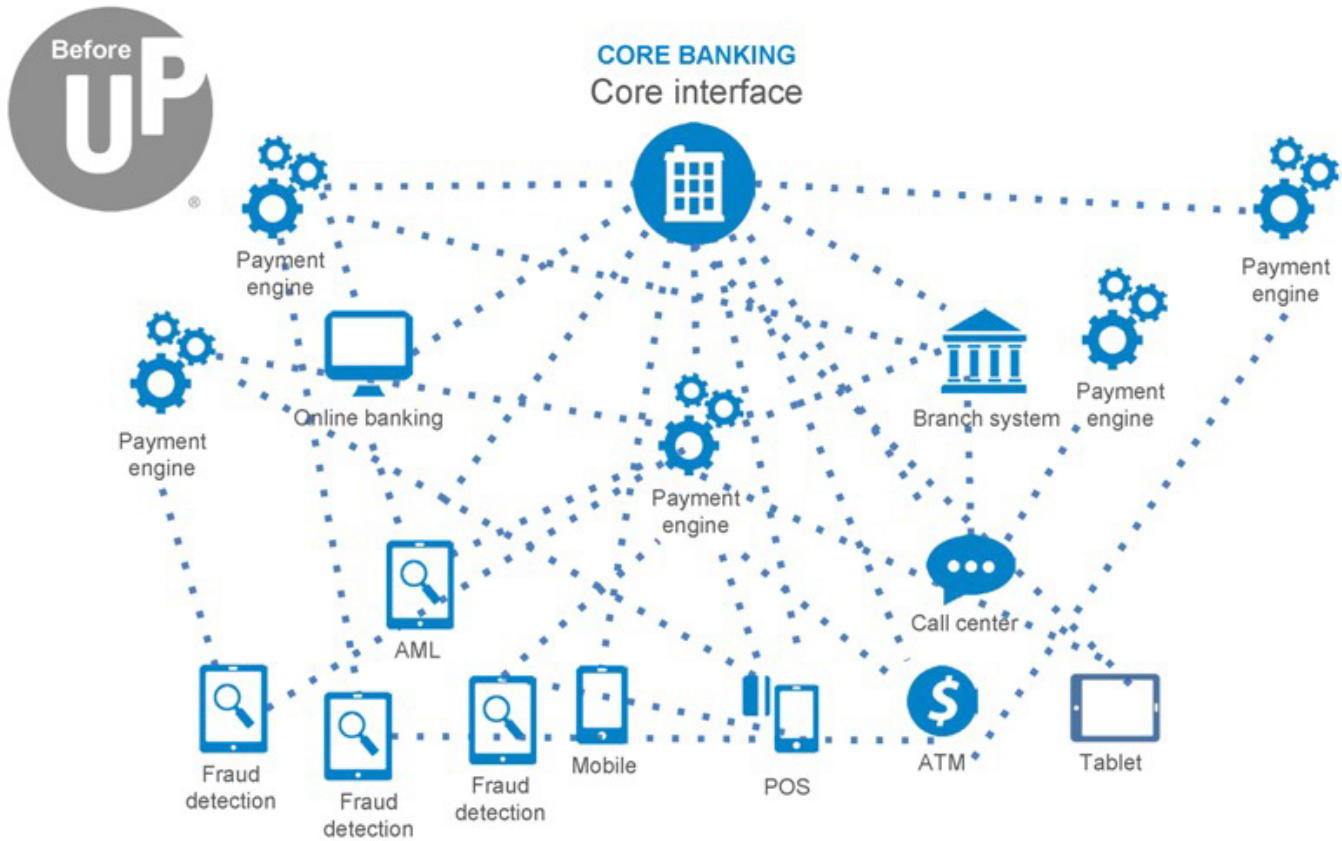 Before
UP
®
CORE BANKING
Core interface
Payment
engine
Payment
engine
Payment
engine
Payment
engine
Online banking
Branch system
Payment
engine
AML
Call center
Fraud
detection
Fraud
detection
Fraud
detection
Mobile
POS
ATM
Tablet
$